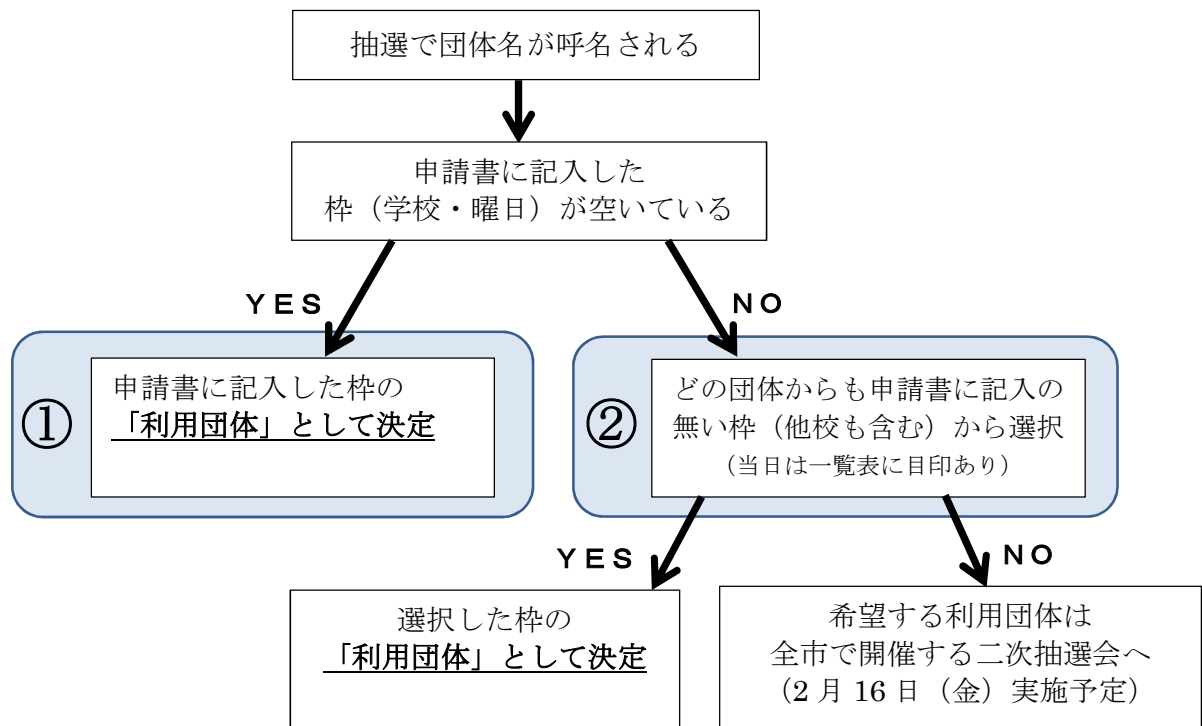 抽選で団体名が呼名される
申請書に記入した
枠（学校・曜日）が空いている
ＹＥＳ
ＮＯ
①
申請書に記入した枠の
「利用団体」として決定
②
どの団体からも申請書に記入の
無い枠（他校も含む）から選択
（当日は一覧表に目印あり）
ＹＥＳ
ＮＯ
選択した枠の
「利用団体」として決定
希望する利用団体は
全市で開催する二次抽選会へ
（2 月 16 日（金）実施予定）